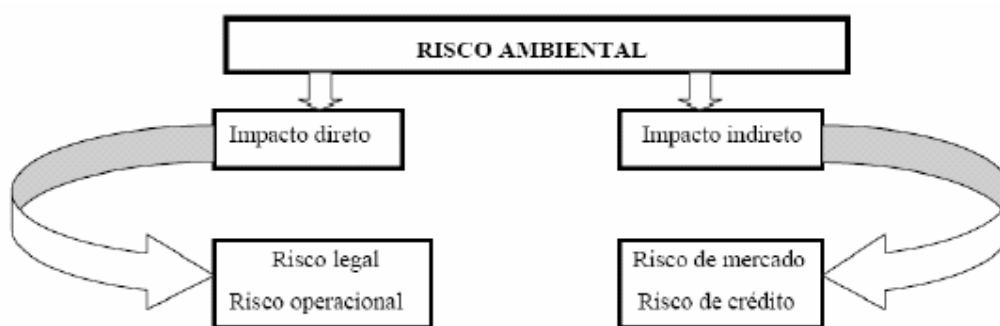 RISCO AMBIENTAL
Impacto direto
Impacto indireto
Risco legal
Risco operacional
Risco de mercado
Risco de crédito